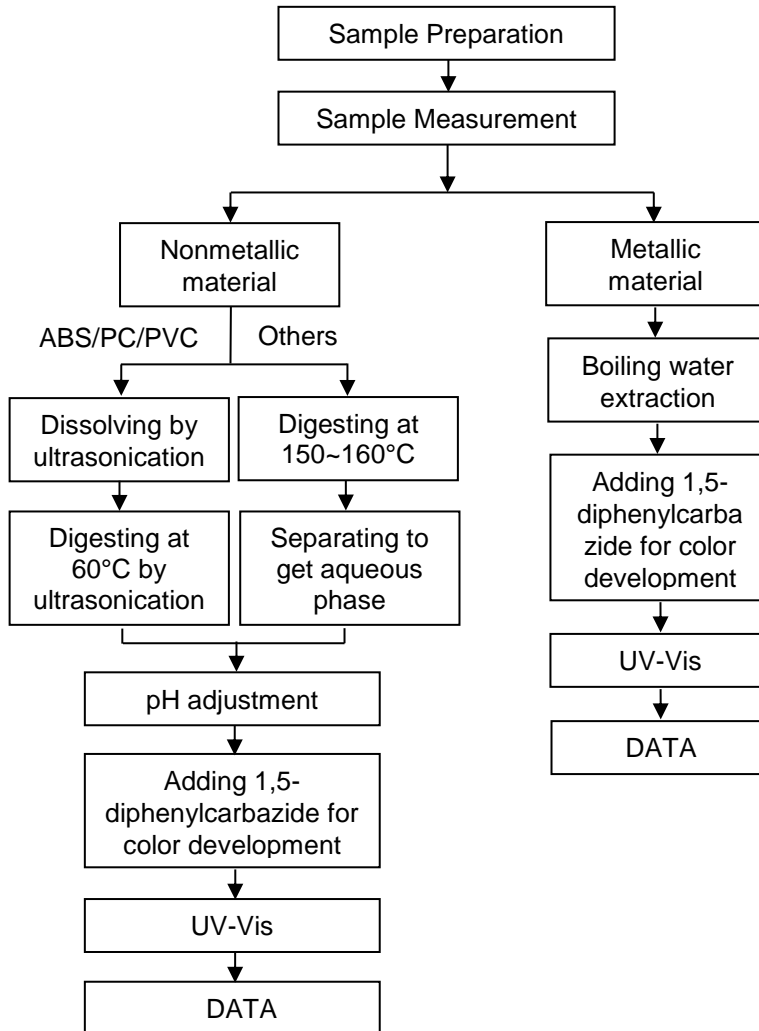 Sample Preparation
Sample Measurement
Nonmetallic
material
ABS/PC/PVC
Others
Dissolving by
ultrasonication
Digesting at
150~160°C
Digesting at
60°C by
ultrasonication
Separating to
get aqueous
phase
pH adjustment
Adding 1,5-
diphenylcarbazide for
color development
UV-Vis
DATA
Metallic
material
Boiling water
extraction
Adding 1,5-
diphenylcarba
zide for color
development
UV-Vis
DATA